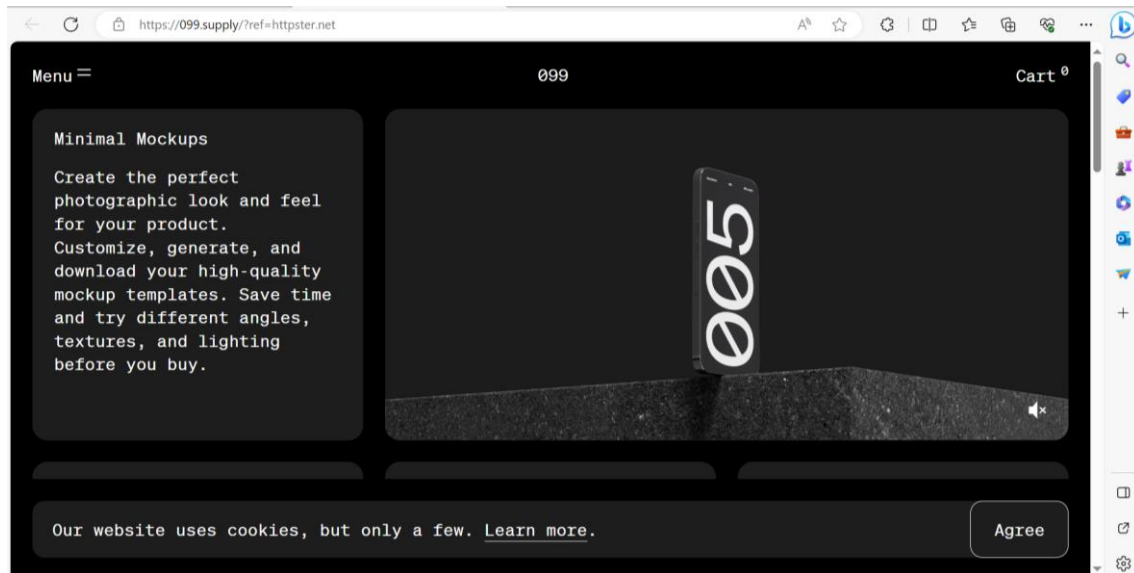 https://099.supply/?ref=httpster.net
Menu
099
Cart 0
Minimal Mockups
Create the perfect
photographic look and feel
for your product.
Customize, generate, and
download your high-quality
mockup templates. Save time
and try different angles,
textures, and lighting
before you buy.
005
Our website uses cookies, but only a few. Learn more.
Agree